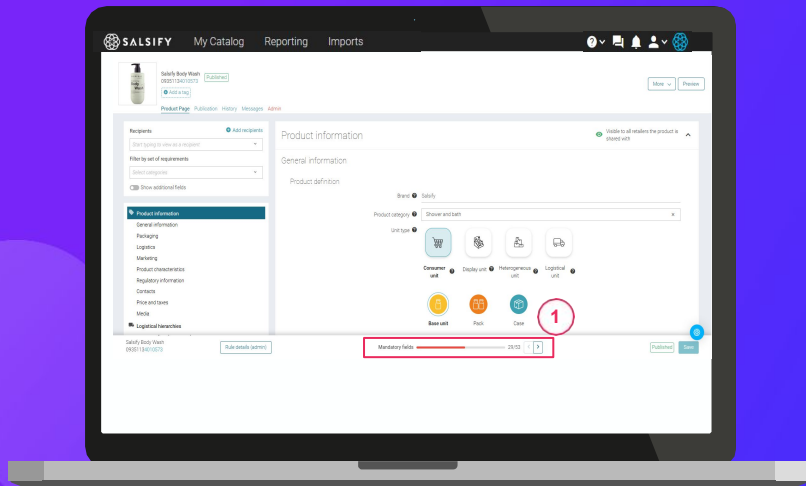 SALSIFY My Catalog Reporting Imports
Salsify Body Wash Published
Add a tag
More Preview
Product Page Publication History Messages Admin
Recipients Add recipients
Start typing to view as a recipient
Filter by set of requirements
Select categories
Show additional fields
Product information
General information
Packaging
Logistics
Marketing
Product characteristics
Regulatory information
Contacts
Price and taxes
Media
Logistical hierarchies
Product information
Visible to all retailers the product is
shared with
General information
Product definition
Brand Salsify
Product category Shower and bath x
Unit type
Consumer unit Display unit Heterogeneous unit Logistical unit
Base unit Pack Case
1
Salsify Body Wash
Rule details (admin)
Mandatory fields
Published Save